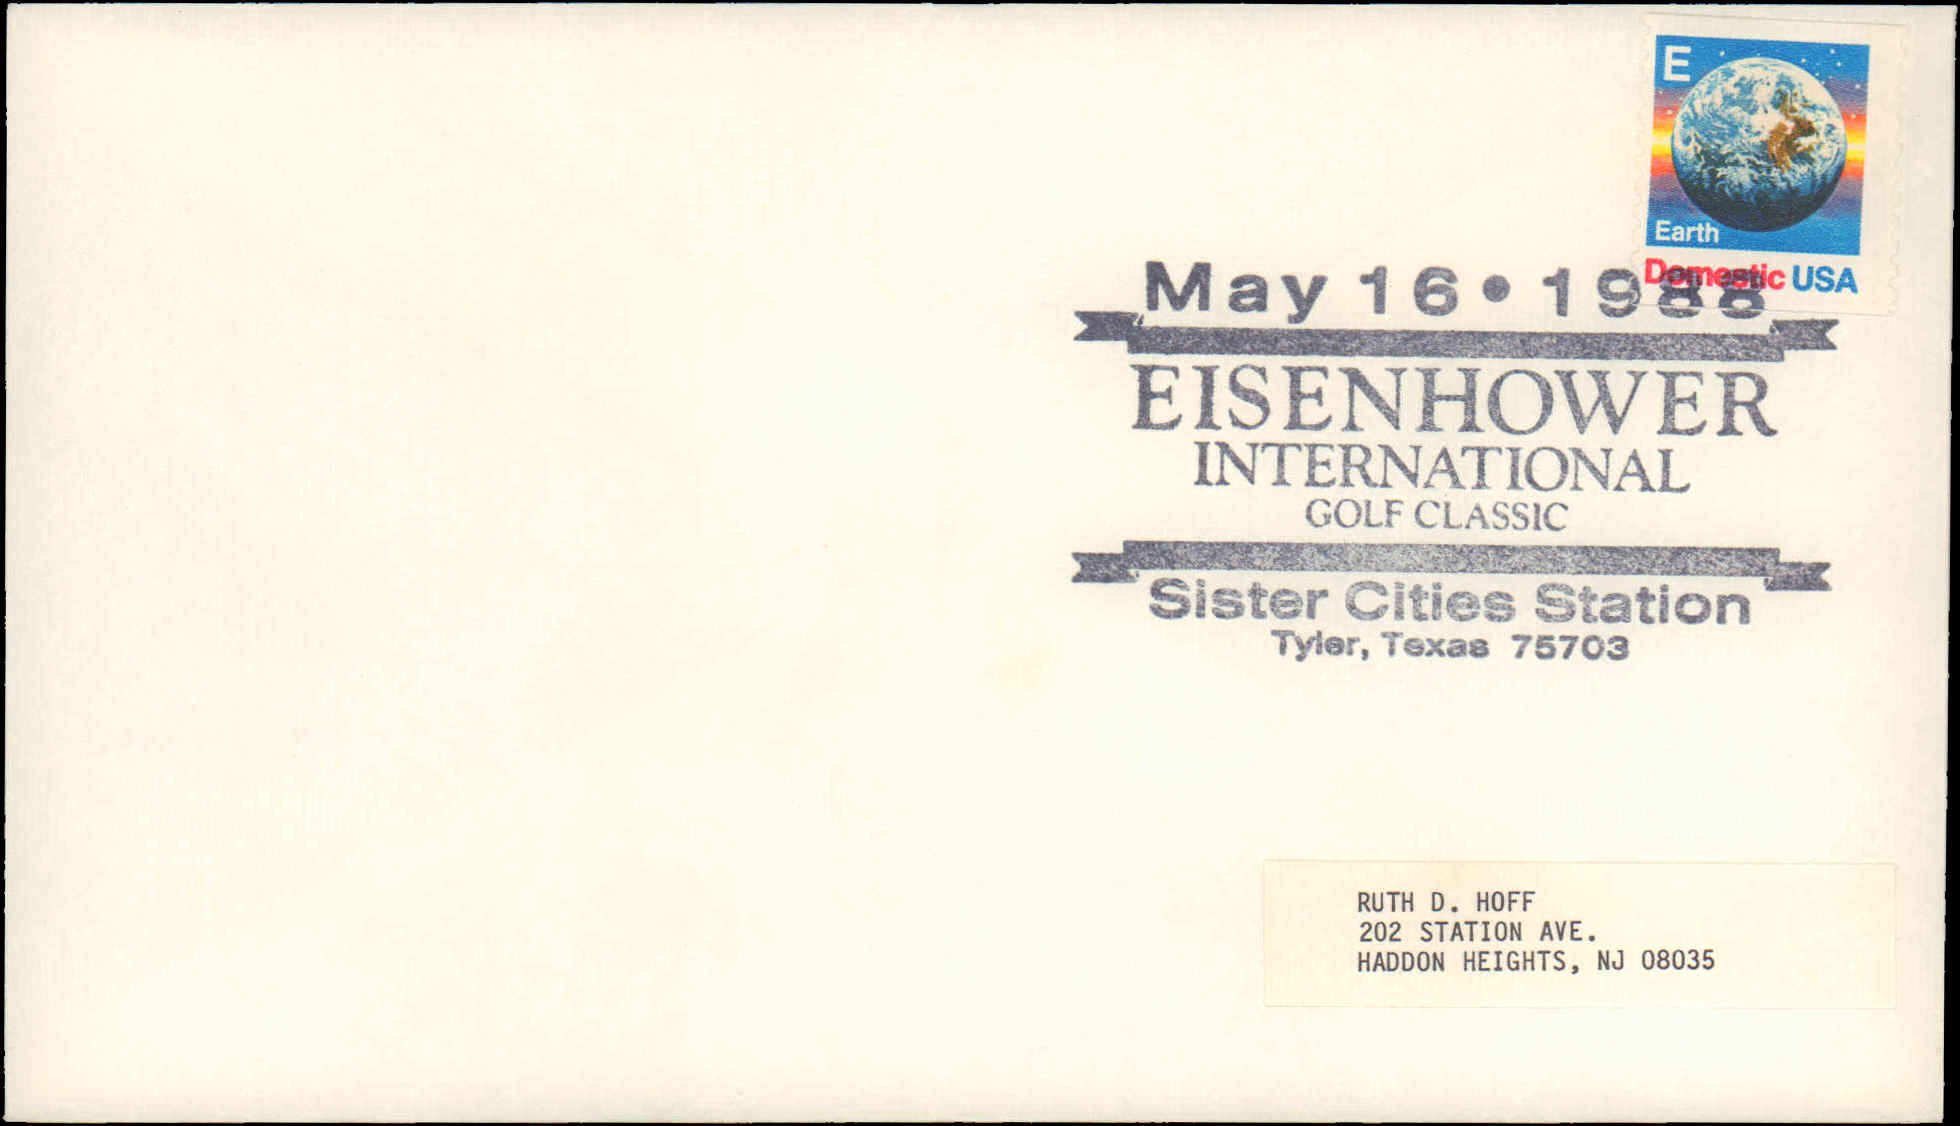 E
Earth
Domestic USA
May 16 • 1988
EISENHOWER
INTERNATIONAL
GOLF CLASSIC
Sister Cities Station
Tyler, Texas 75703
RUTH D. HOFF
202 STATION AVE.
HADDON HEIGHTS, NJ 08035